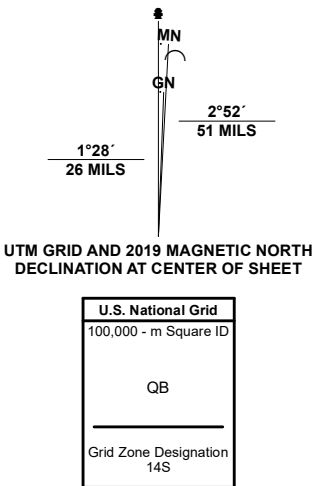 MN
GN
2°52´
51 MILS
1°28´
26 MILS
UTM GRID AND 2019 MAGNETIC NORTH
DECLINATION AT CENTER OF SHEET
U.S. National Grid
100,000 - m Square ID
QB
Grid Zone Designation
14S